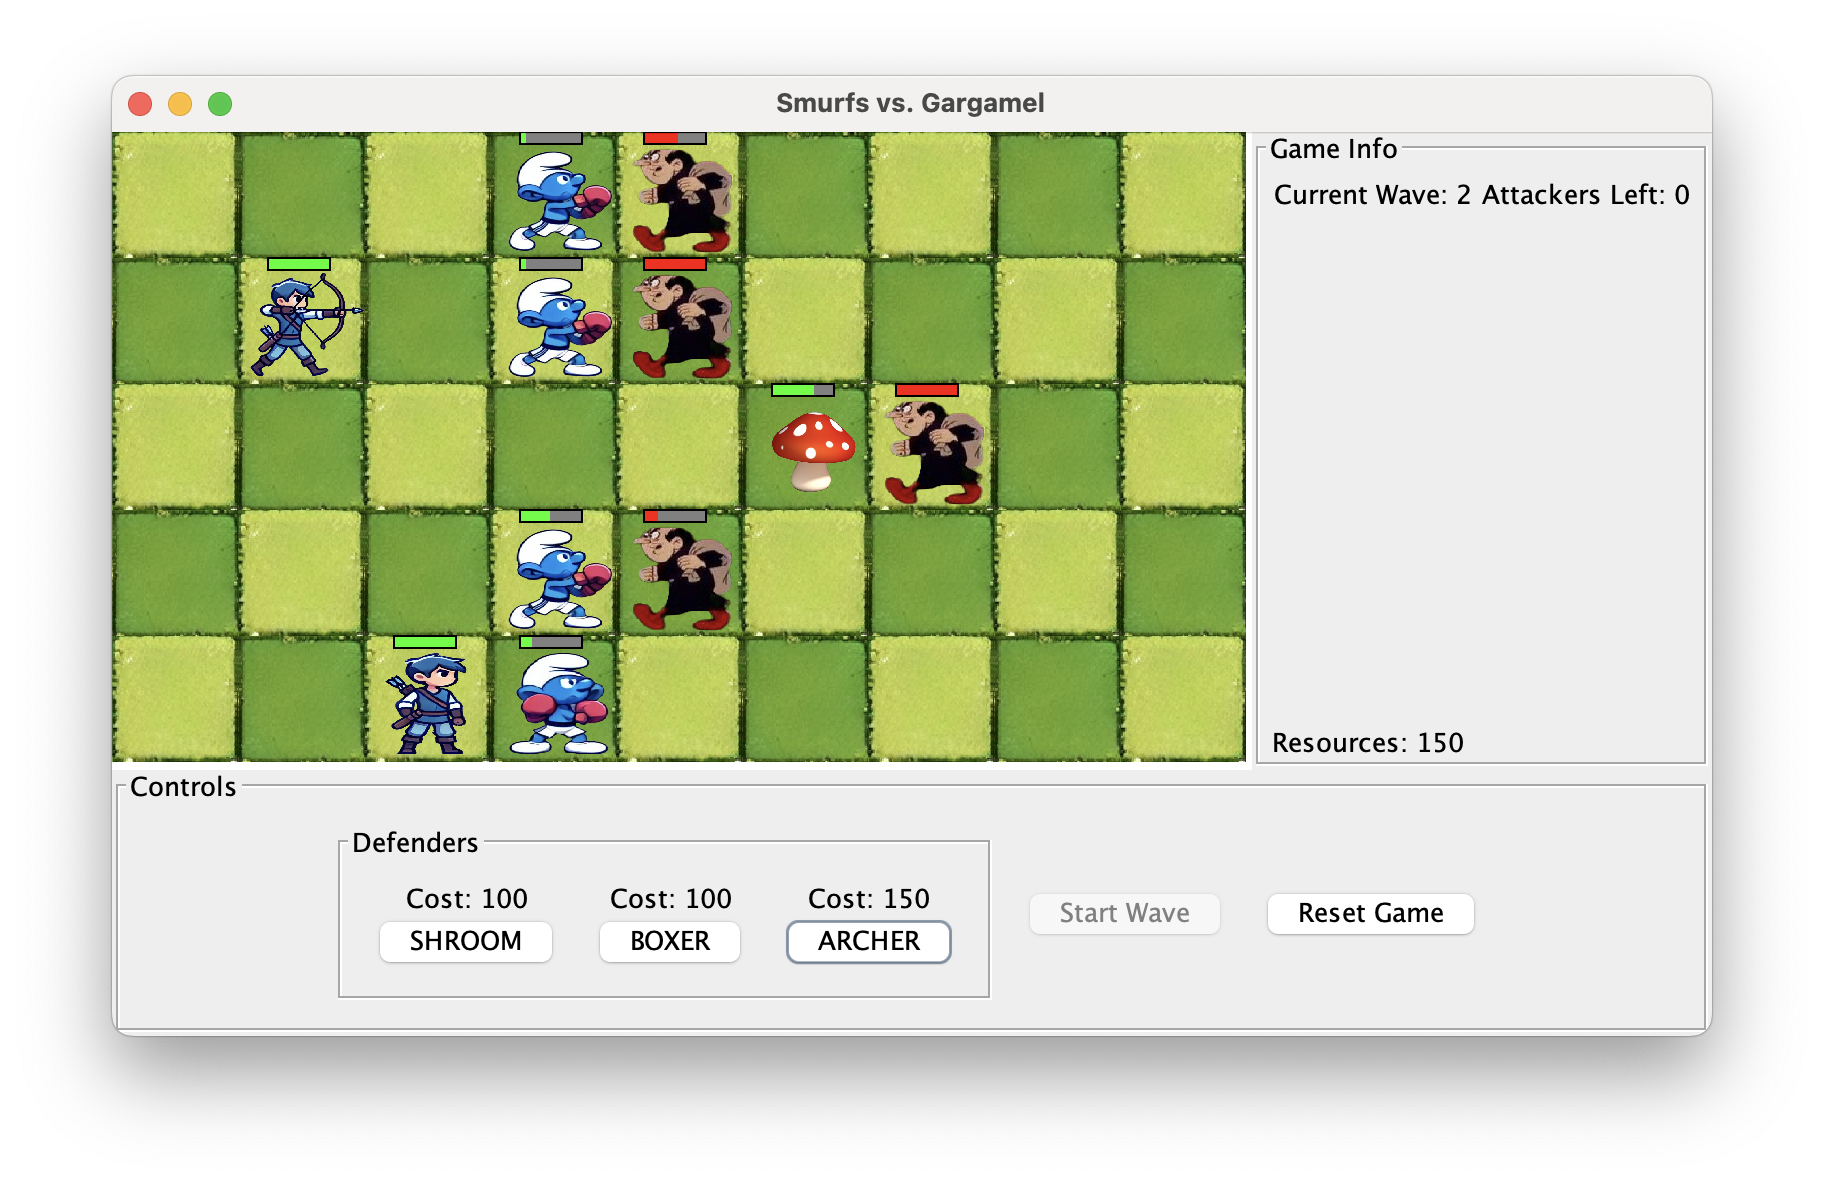 Smurfs vs. Gargamel
Game Info
Current Wave: 2 Attackers Left: 0
Resources: 150
Controls
Defenders
Cost: 100 Cost: 100 Cost: 150
SHROOM BOXER ARCHER Start Wave Reset Game